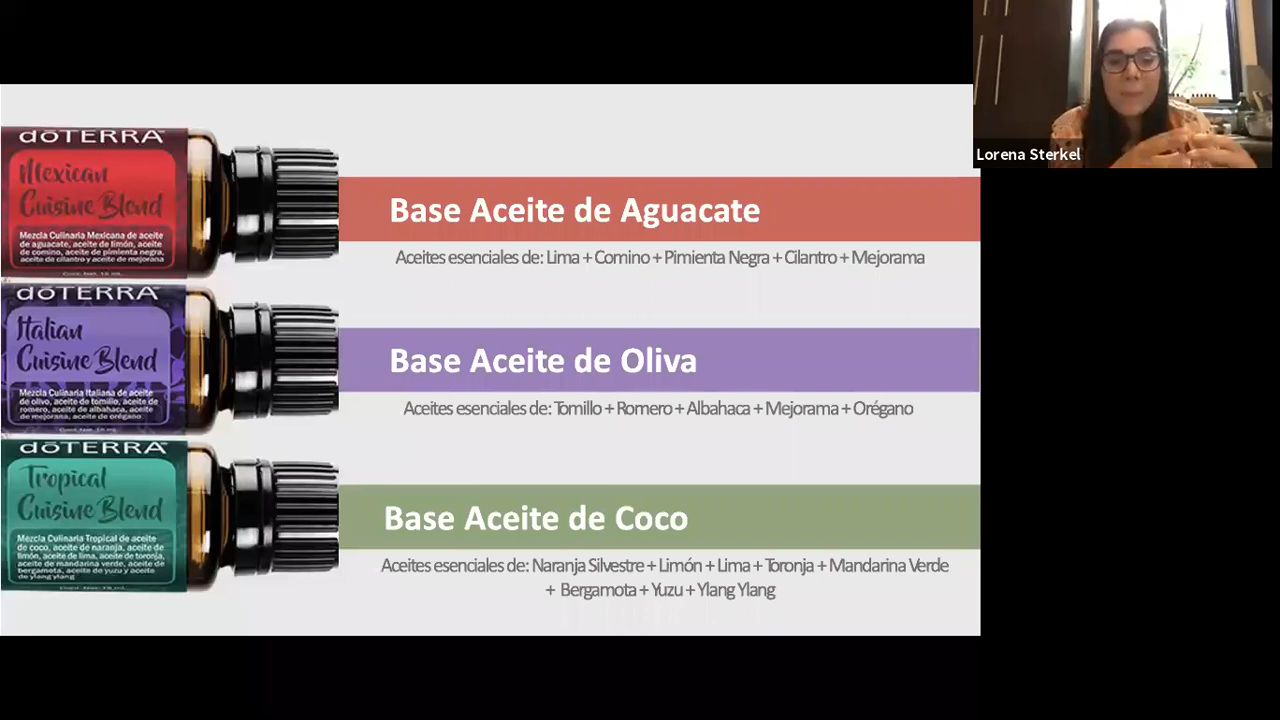 Lorena Sterkel
dōTERRA
Mexican
Cuisine Blend
Mezcla Culinaria Mexicana de aceite
de aguacate, aceite de limón, aceite
de comino, aceite de pimienta negra,
aceite de cilantro y aceite de mejorana
Base Aceite de Aguacate
Aceites esenciales de: Lima + Comino + Pimienta Negra + Cilantro + Mejorama
dōTERRA
Italian
Cuisine Blend
Mezcla Culinaria Italiana de aceite
de olivo, aceite de tomillo, aceite de
romero, aceite de albahaca, aceite
de mejorana, aceite de orégano
Base Aceite de Oliva
Aceites esenciales de: Tomillo + Romero + Albahaca + Mejorama + Orégano
dōTERRA
Tropical
Cuisine Blend
Mezcla Culinaria Tropical de aceite
de coco, aceite de naranja, aceite de
limón, aceite de lima, aceite de toronja,
aceite de mandarina verde, aceite de
bergamota, aceite de yuzu y aceite
de ylang ylang
Base Aceite de Coco
Aceites esenciales de: Naranja Silvestre + Limón + Lima + Toronja + Mandarina Verde
+ Bergamota + Yuzu + Ylang Ylang